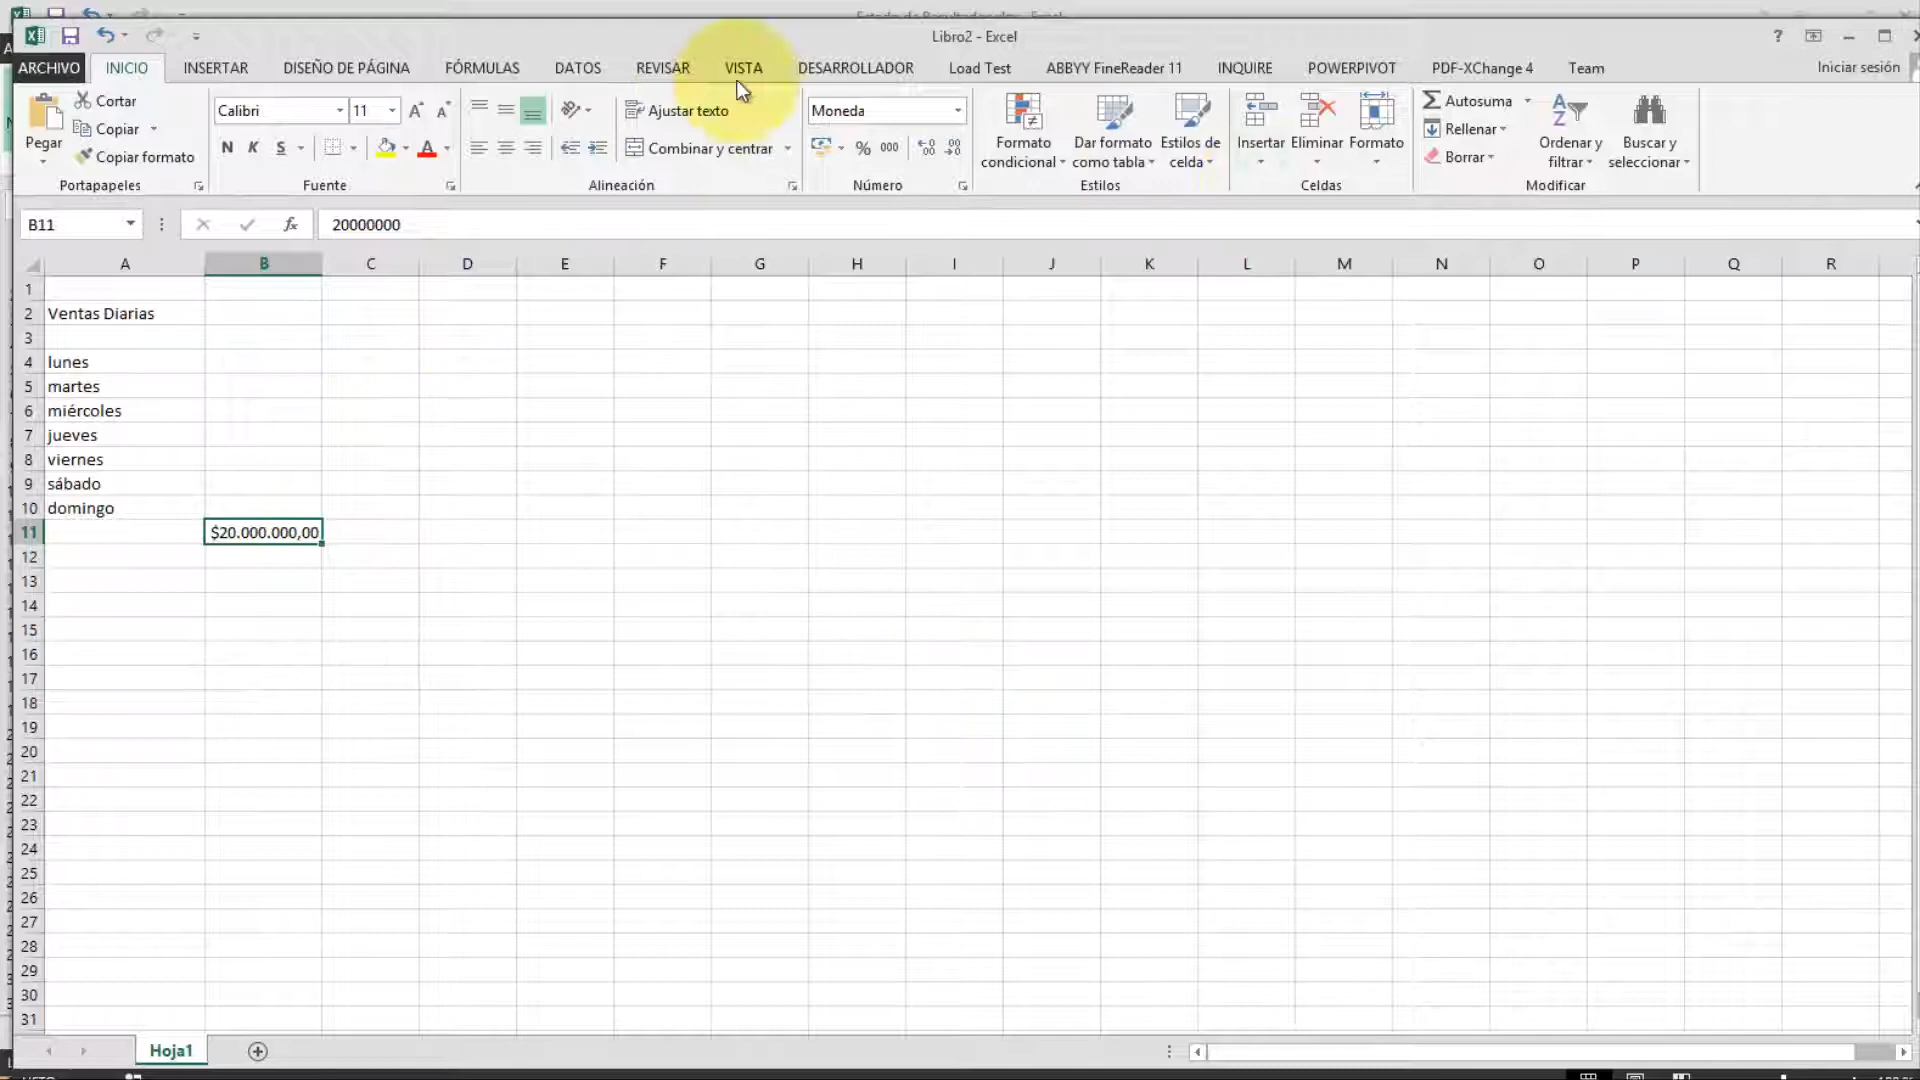 Libro2 - Excel
ARCHIVO INICIO INSERTAR DISEÑO DE PÁGINA FÓRMULAS DATOS REVISAR VISTA DESARROLLADOR Load Test ABBYY FineReader 11 INQUIRE POWERPIVOT PDF-XChange 4 Team Iniciar sesión
Pegar
Cortar
Copiar
Copiar formato
Portapapeles
Calibri 11
N K S
Fuente
Ajustar texto
Combinar y centrar
Alineación
Moneda
% 000
Número
Formato condicional
Dar formato como tabla
Estilos de celda
Estilos
Insertar Eliminar Formato
Celdas
Autosuma
Rellenar
Borrar
Ordenar y filtrar
Buscar y seleccionar
Modificar
B11 fx 20000000
A B C D E F G H I J K L M N O P Q R
1
2 Ventas Diarias
3
4 lunes
5 martes
6 miércoles
7 jueves
8 viernes
9 sábado
10 domingo
11 $20.000.000,00
12
13
14
15
16
17
18
19
20
21
22
23
24
25
26
27
28
29
30
31
Hoja1